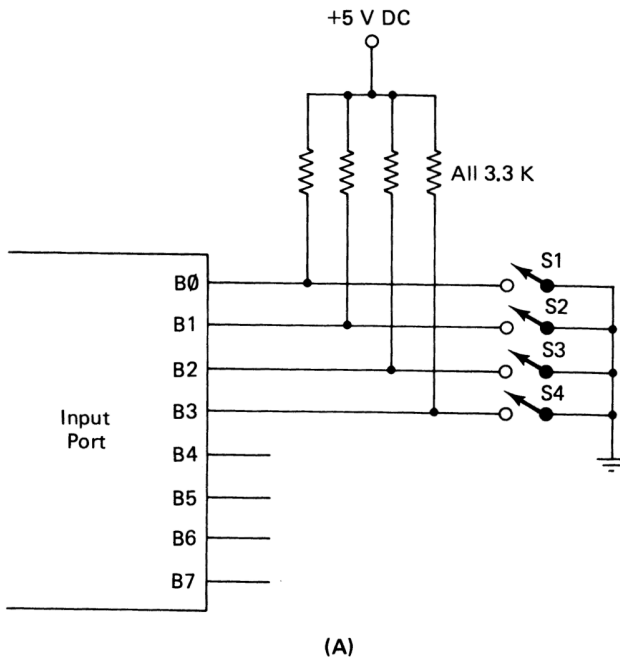 +5 V DC
All 3.3 K
BØ
S1
B1
S2
B2
S3
B3
S4
Input
Port
B4
B5
B6
B7
(A)